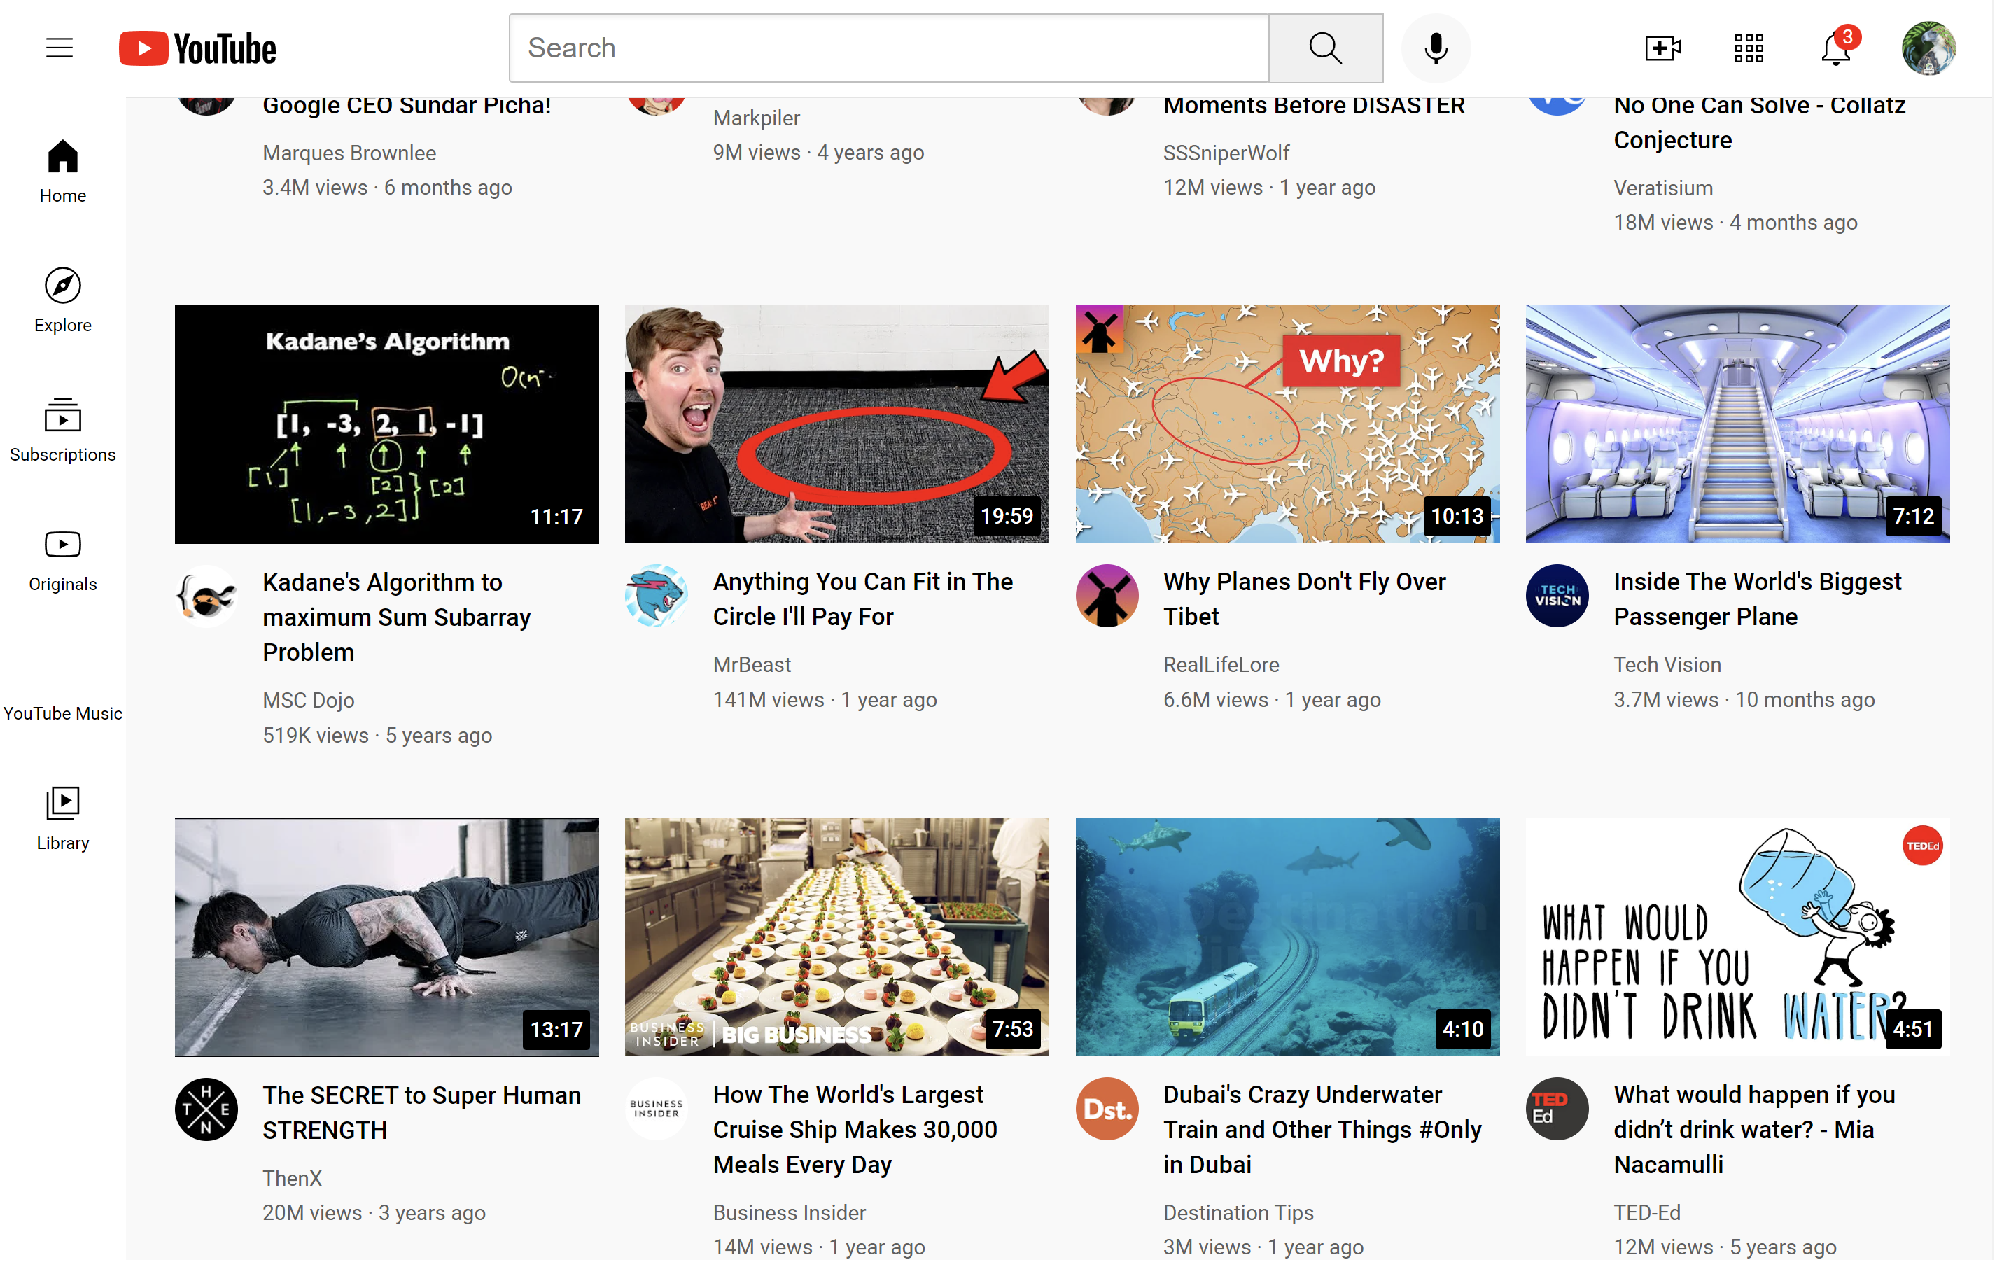 YouTube
Search
3
Home
Explore
Subscriptions
Originals
YouTube Music
Library
Google CEO Sundar Picha!
Marques Brownlee
3.4M views · 6 months ago
Markpiler
9M views · 4 years ago
Moments Before DISASTER
SSSniperWolf
12M views · 1 year ago
No One Can Solve - Collatz
Conjecture
Veratisium
18M views · 4 months ago
Kadane's Algorithm
[1, -3, 2, 1, -1]
[1]
[2]
[2]
[1, -3, 2]
11:17
Kadane's Algorithm to
maximum Sum Subarray
Problem
MSC Dojo
519K views · 5 years ago
19:59
Anything You Can Fit in The
Circle I'll Pay For
MrBeast
141M views · 1 year ago
Why?
10:13
Why Planes Don't Fly Over
Tibet
RealLifeLore
6.6M views · 1 year ago
7:12
TECH
VISION
Inside The World's Biggest
Passenger Plane
Tech Vision
3.7M views · 10 months ago
13:17
THEN
The SECRET to Super Human
STRENGTH
ThenX
20M views · 3 years ago
BUSINESS
INSIDER
BIG BUSINESS
7:53
BUSINESS
INSIDER
How The World's Largest
Cruise Ship Makes 30,000
Meals Every Day
Business Insider
14M views · 1 year ago
4:10
Dst.
Dubai's Crazy Underwater
Train and Other Things #Only
in Dubai
Destination Tips
3M views · 1 year ago
TEDEd
WHAT WOULD
HAPPEN IF YOU
DIDN'T DRINK WATER?
4:51
TED
Ed
What would happen if you
didn’t drink water? - Mia
Nacamulli
TED-Ed
12M views · 5 years ago